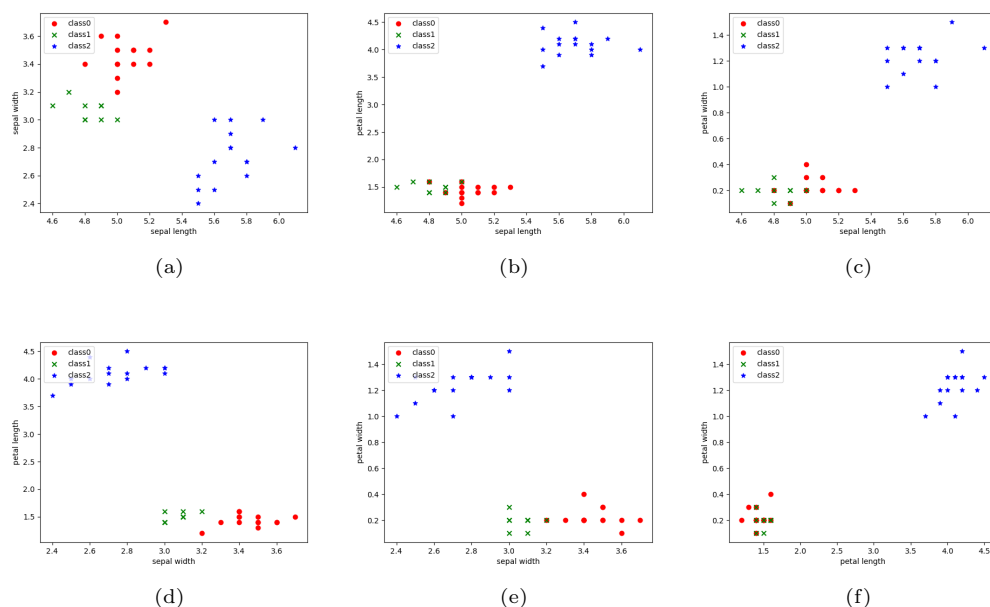 class0
class1
class2
3.6
3.4
3.2
3.0
2.8
2.6
2.4
sepal width
4.6 4.8 5.0 5.2 5.4 5.6 5.8 6.0
sepal length
(a)
class0
class1
class2
4.5
4.0
3.5
3.0
2.5
2.0
1.5
petal length
4.6 4.8 5.0 5.2 5.4 5.6 5.8 6.0
sepal length
(b)
class0
class1
class2
1.4
1.2
1.0
0.8
0.6
0.4
0.2
petal width
4.6 4.8 5.0 5.2 5.4 5.6 5.8 6.0
sepal length
(c)
class0
class1
class2
4.5
4.0
3.5
3.0
2.5
2.0
1.5
petal length
2.4 2.6 2.8 3.0 3.2 3.4 3.6
sepal width
(d)
class0
class1
class2
1.4
1.2
1.0
0.8
0.6
0.4
0.2
petal width
2.4 2.6 2.8 3.0 3.2 3.4 3.6
sepal width
(e)
class0
class1
class2
1.4
1.2
1.0
0.8
0.6
0.4
0.2
petal width
1.5 2.0 2.5 3.0 3.5 4.0 4.5
petal length
(f)